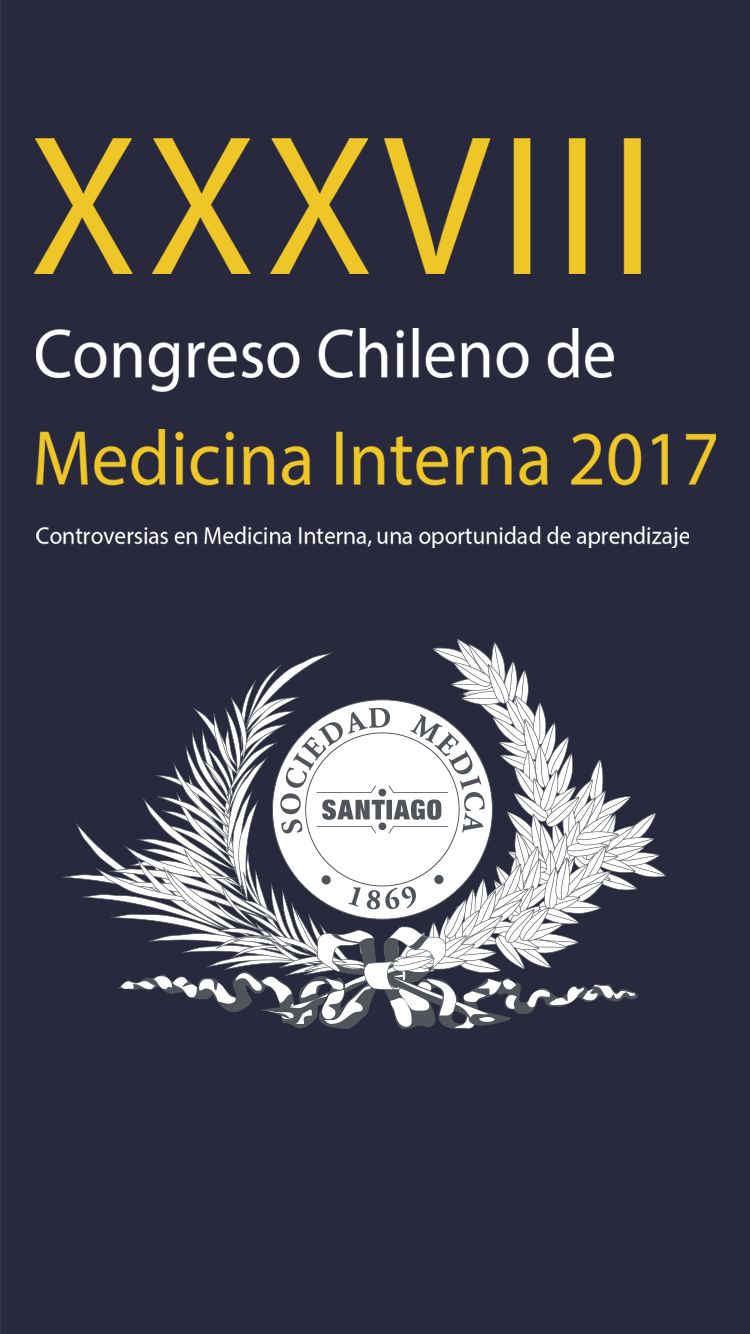 XXXVIII
Congreso Chileno de
Medicina Interna 2017
Controversias en Medicina Interna, una oportunidad de aprendizaje
SOCIEDAD MEDICA
SANTIAGO
• 1869 •